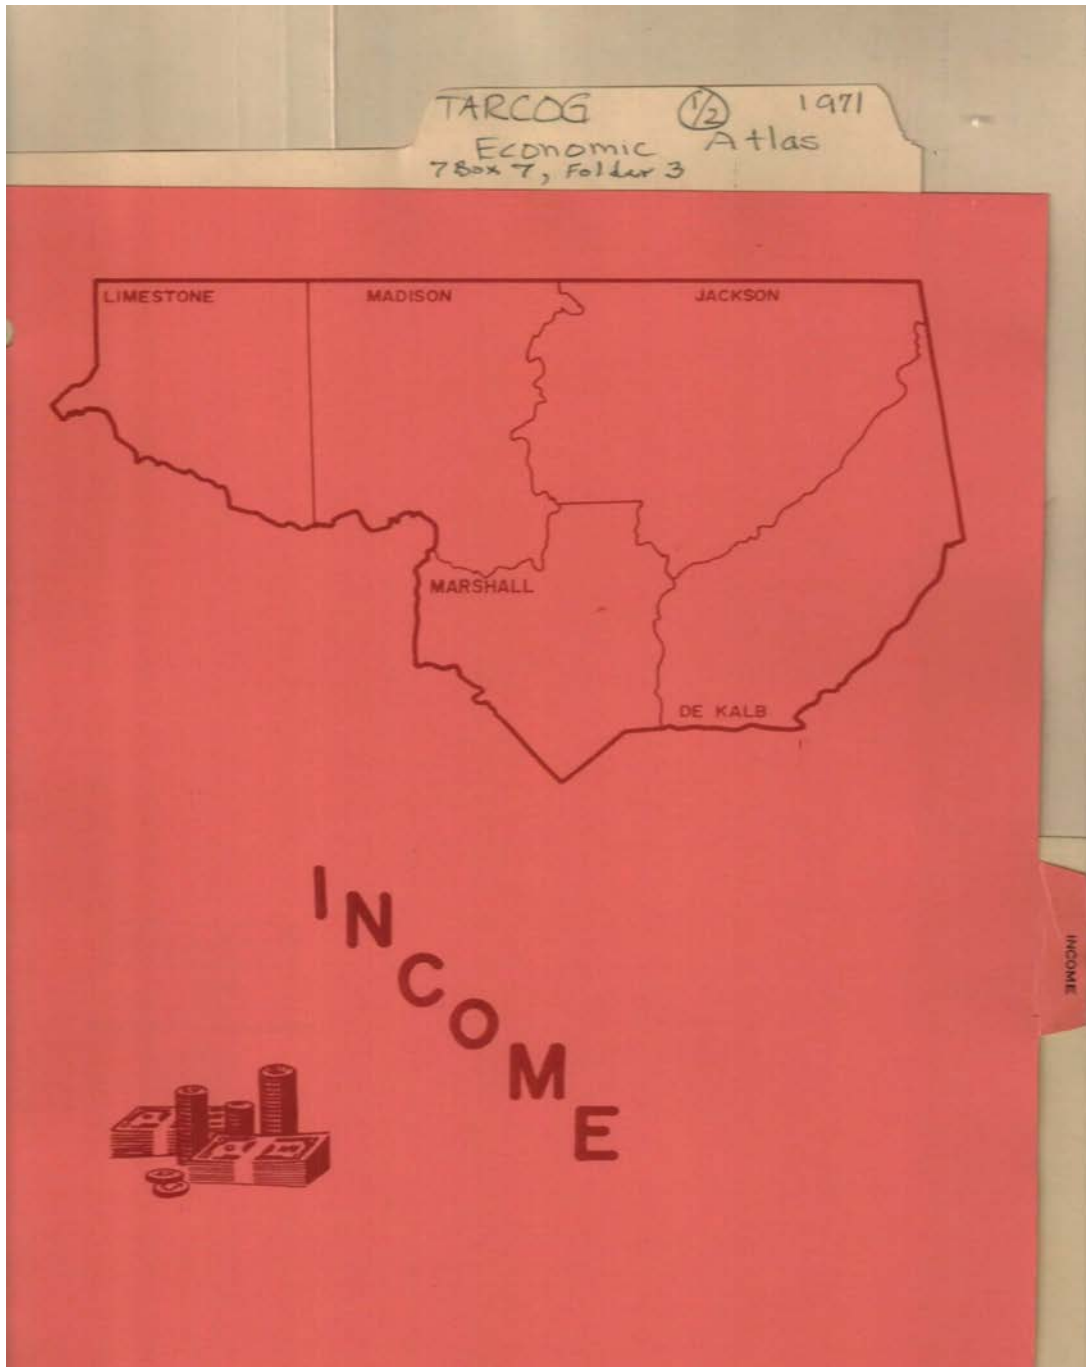 TARCOG 1/2 1971
Economic Atlas
7 Box 7, Folder 3
LIMESTONE MADISON JACKSON
MARSHALL
DE KALB
INCOME
INCOME